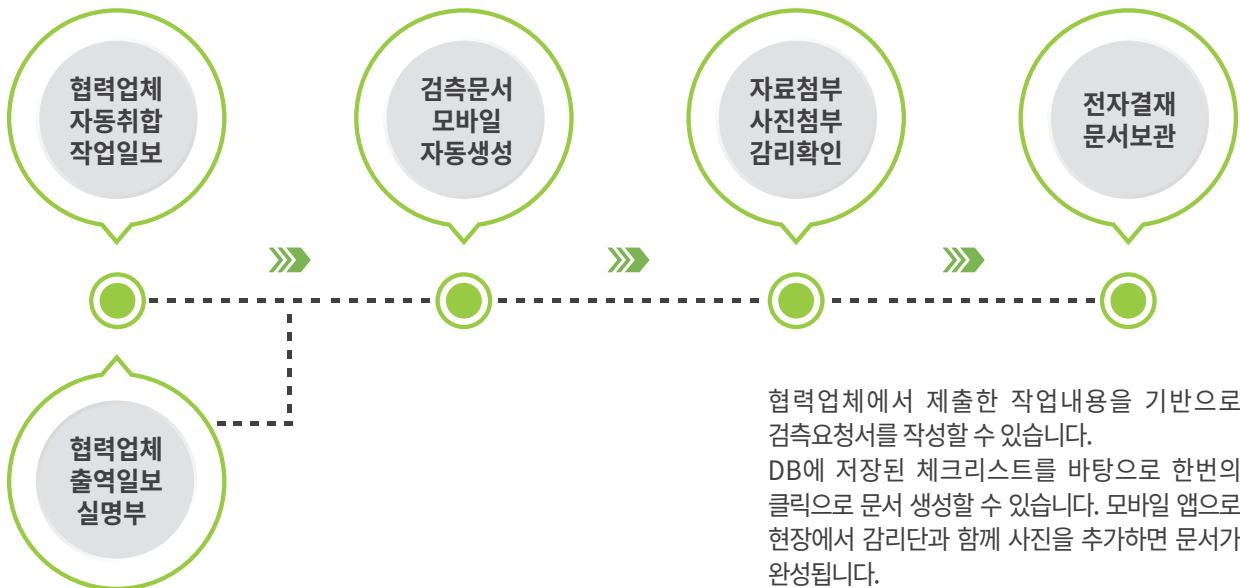 협력업체
자동취합
작업일보
검측문서
모바일
자동생성
자료첨부
사진첨부
감리확인
전자결재
문서보관
협력업체
출역일보
실명부
협력업체에서 제출한 작업내용을 기반으로
검측요청서를 작성할 수 있습니다.
DB에 저장된 체크리스트를 바탕으로 한번의
클릭으로 문서 생성할 수 있습니다. 모바일 앱으로
현장에서 감리단과 함께 사진을 추가하면 문서가
완성됩니다.